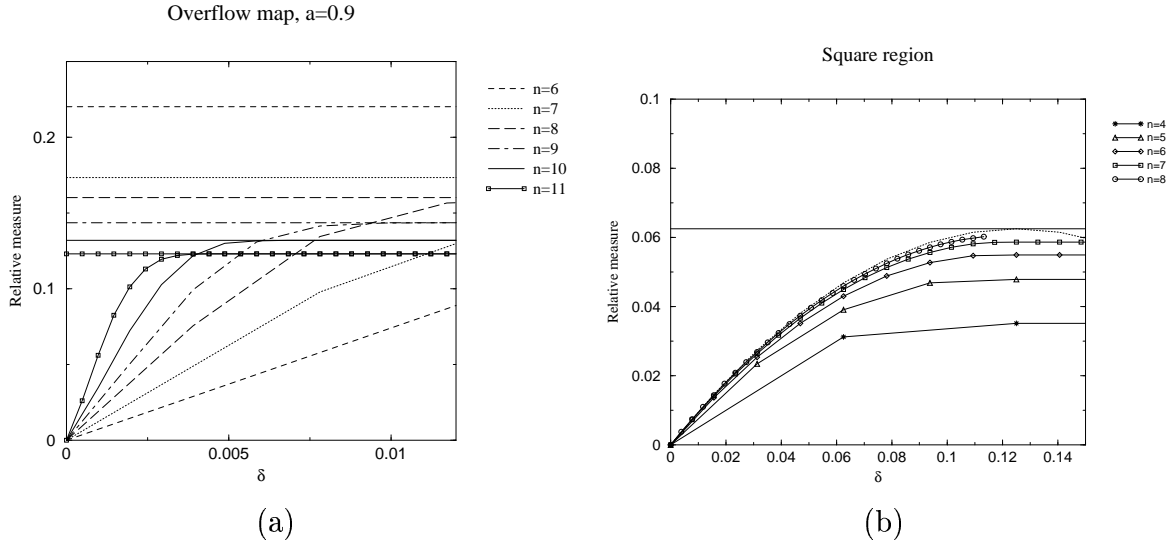 Overflow map, a=0.9
Relative measure
0.2
0.1
0
0
0.005
0.01
δ
n=6
n=7
n=8
n=9
n=10
n=11
(a)
Square region
Relative measure
0.1
0.08
0.06
0.04
0.02
0
0
0.02
0.04
0.06
0.08
0.1
0.12
0.14
δ
n=4
n=5
n=6
n=7
n=8
(b)